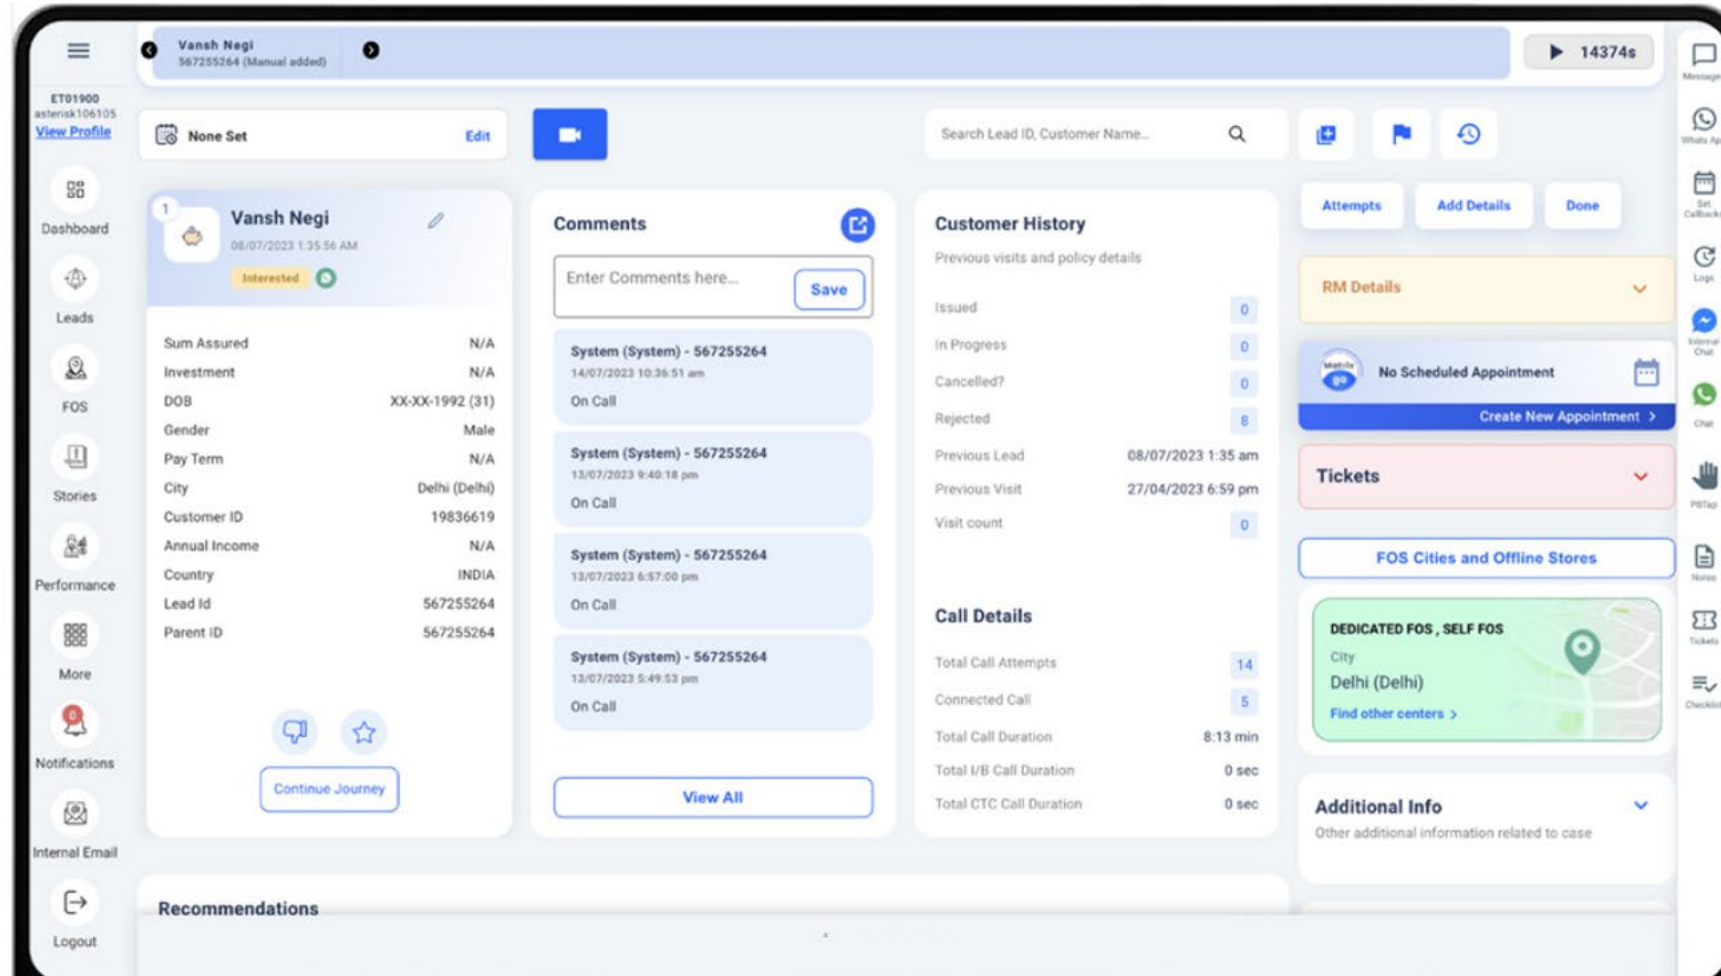 Vansh Negi
567255264 (Manual added)
14374s
ET01900
asterisk106105
View Profile
Dashboard
Leads
FOS
Stories
Performance
More
0
Notifications
Internal Email
Logout
None Set
Edit
Search Lead ID, Customer Name...
1
Vansh Negi
08/07/2023 1:35:56 AM
Interested
Sum Assured N/A
Investment N/A
DOB XX-XX-1992 (31)
Gender Male
Pay Term N/A
City Delhi (Delhi)
Customer ID 19836619
Annual Income N/A
Country INDIA
Lead Id 567255264
Parent ID 567255264
Continue Journey
Comments
Enter Comments here...
Save
System (System) - 567255264
14/07/2023 10:36:51 am
On Call
System (System) - 567255264
13/07/2023 9:40:18 pm
On Call
System (System) - 567255264
13/07/2023 6:57:00 pm
On Call
System (System) - 567255264
13/07/2023 5:49:53 pm
On Call
View All
Customer History
Previous visits and policy details
Issued 0
In Progress 0
Cancelled? 0
Rejected 8
Previous Lead 08/07/2023 1:35 am
Previous Visit 27/04/2023 6:59 pm
Visit count 0
Call Details
Total Call Attempts 14
Connected Call 5
Total Call Duration 8:13 min
Total I/B Call Duration 0 sec
Total CTC Call Duration 0 sec
Attempts
Add Details
Done
RM Details
go
No Scheduled Appointment
Create New Appointment >
Tickets
FOS Cities and Offline Stores
DEDICATED FOS , SELF FOS
City
Delhi (Delhi)
Find other centers >
Additional Info
Other additional information related to case
Recommendations
Message
Whats Ap
Set
Callback
Logs
Internal
Chat
Chat
PBTap
Notes
Tickets
Checklist